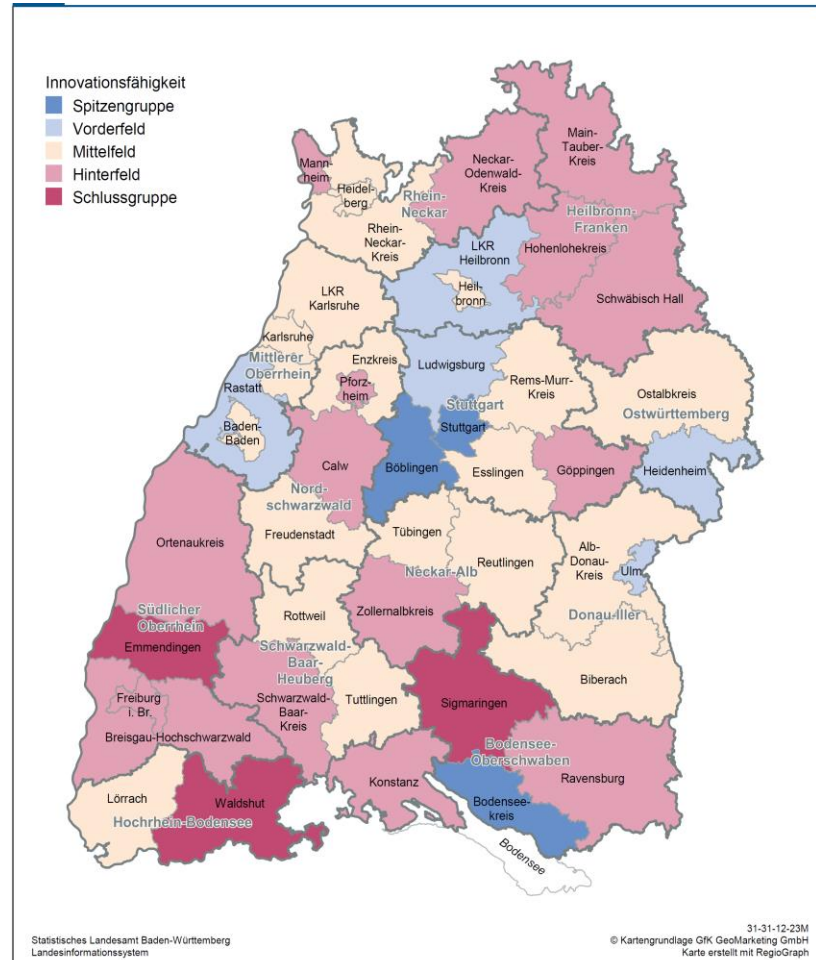 Innovationsfähigkeit
Spitzengruppe
Vorderfeld
Mittelfeld
Hinterfeld
Schlussgruppe
Main-
Tauber-
Kreis
Mann-
heim
Heidel-
berg
Neckar-
Odenwald-
Kreis
Rhein-
Neckar
Rhein-
Neckar-
Kreis
Heilbronn-
Franken
LKR
Heilbronn
Hohenlohekreis
Heil-
bronn
Schwäbisch Hall
LKR
Karlsruhe
Karlsruhe
Mittlerer
Oberrhein
Enzkreis
Ludwigsburg
Rems-Murr-
Kreis
Ostalbkreis
Ostwürttemberg
Rastatt
Pforz-
heim
Stuttgart
Stuttgart
Baden-
Baden
Calw
Böblingen
Esslingen
Göppingen
Heidenheim
Nord-
schwarzwald
Freudenstadt
Tübingen
Reutlingen
Alb-
Donau-
Kreis
Ulm
Ortenaukreis
Neckar-Alb
Zollernalbkreis
Donau-Iller
Südlicher
Oberrhein
Emmendingen
Rottweil
Schwarzwald-
Baar-
Heuberg
Biberach
Freiburg
i. Br.
Schwarzwald-
Baar-
Kreis
Tuttlingen
Sigmaringen
Breisgau-Hochschwarzwald
Bodensee-
Oberschwaben
Ravensburg
Lörrach
Waldshut
Konstanz
Bodensee-
kreis
Hochrhein-Bodensee
Bodensee
31-31-12-23M
Statistisches Landesamt Baden-Württemberg
© Kartengrundlage GfK GeoMarketing GmbH
Landesinformationssystem
Karte erstellt mit RegioGraph